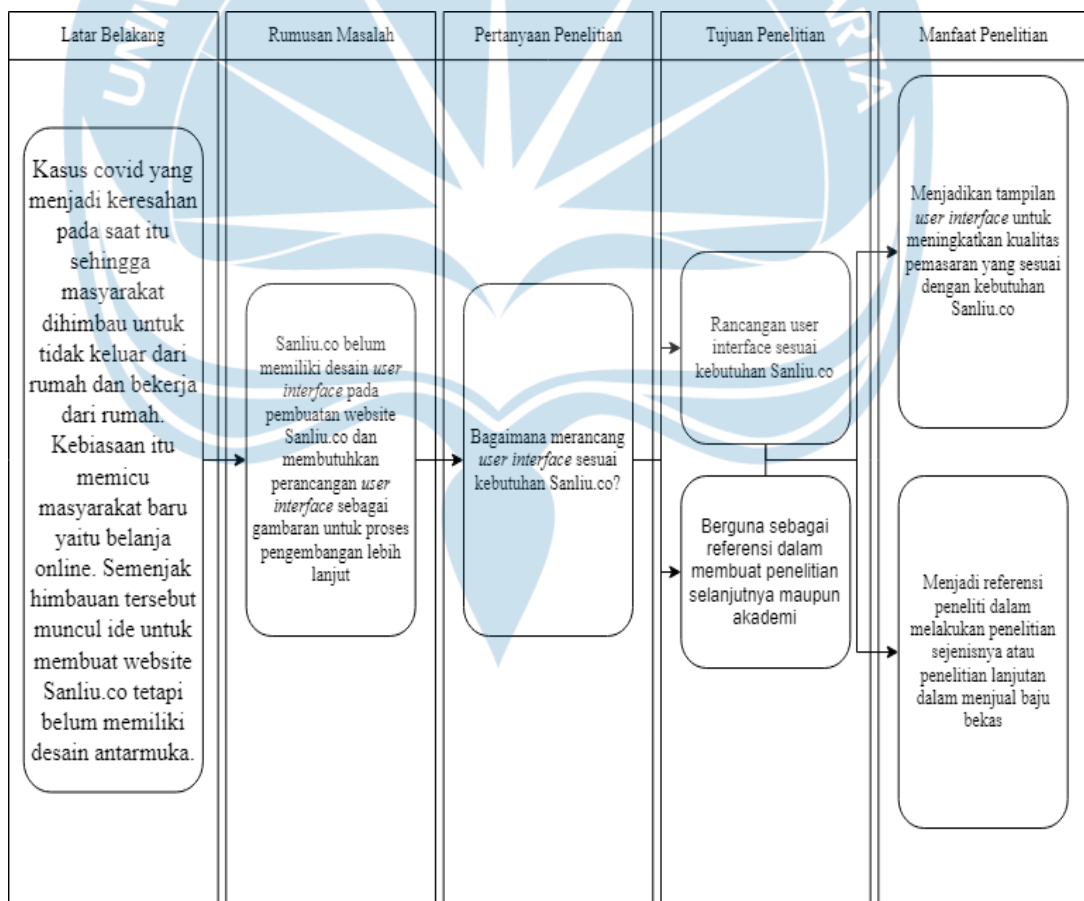 Latar Belakang
Kasus covid yang
menjadi keresahan
pada saat itu
sehingga
masyarakat
dihimbau untuk
tidak keluar dari
rumah dan bekerja
dari rumah.
Kebiasaan itu
memicu
masyarakat baru
yaitu belanja
online. Semenjak
himbauan tersebut
muncul ide untuk
membuat website
Sanliu.co tetapi
belum memiliki
desain antarmuka.
Rumusan Masalah
Sanliu.co belum
memiliki desain user
interface pada
pembuatan website
Sanliu.co dan
membutuhkan
perancangan user
interface sebagai
gambaran untuk proses
pengembangan lebih
lanjut
Pertanyaan Penelitian
Bagaimana merancang
user interface sesuai
kebutuhan Sanliu.co?
Tujuan Penelitian
Rancangan user
interface sesuai
kebutuhan Sanliu.co
Berguna sebagai
referensi dalam
membuat penelitian
selanjutnya maupun
akademi
Manfaat Penelitian
Menjadikan tampilan
user interface untuk
meningkatkan kualitas
pemasaran yang sesuai
dengan kebutuhan
Sanliu.co
Menjadi referensi
peneliti dalam
melakukan penelitian
sejenisnya atau
penelitian lanjutan
dalam menjual baju
bekas